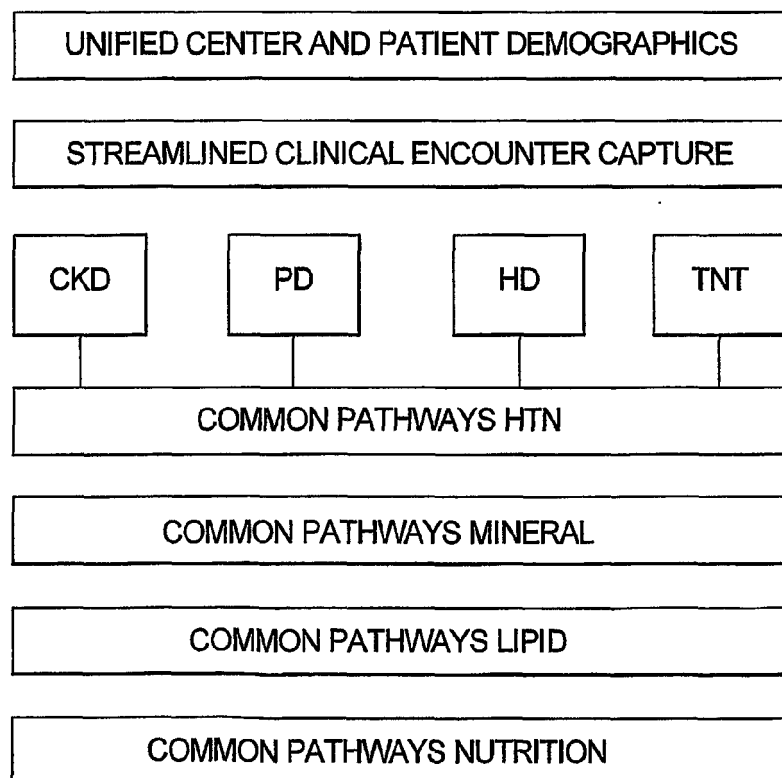 UNIFIED CENTER AND PATIENT DEMOGRAPHICS
STREAMLINED CLINICAL ENCOUNTER CAPTURE
CKD PD HD TNT
COMMON PATHWAYS HTN
COMMON PATHWAYS MINERAL
COMMON PATHWAYS LIPID
COMMON PATHWAYS NUTRITION